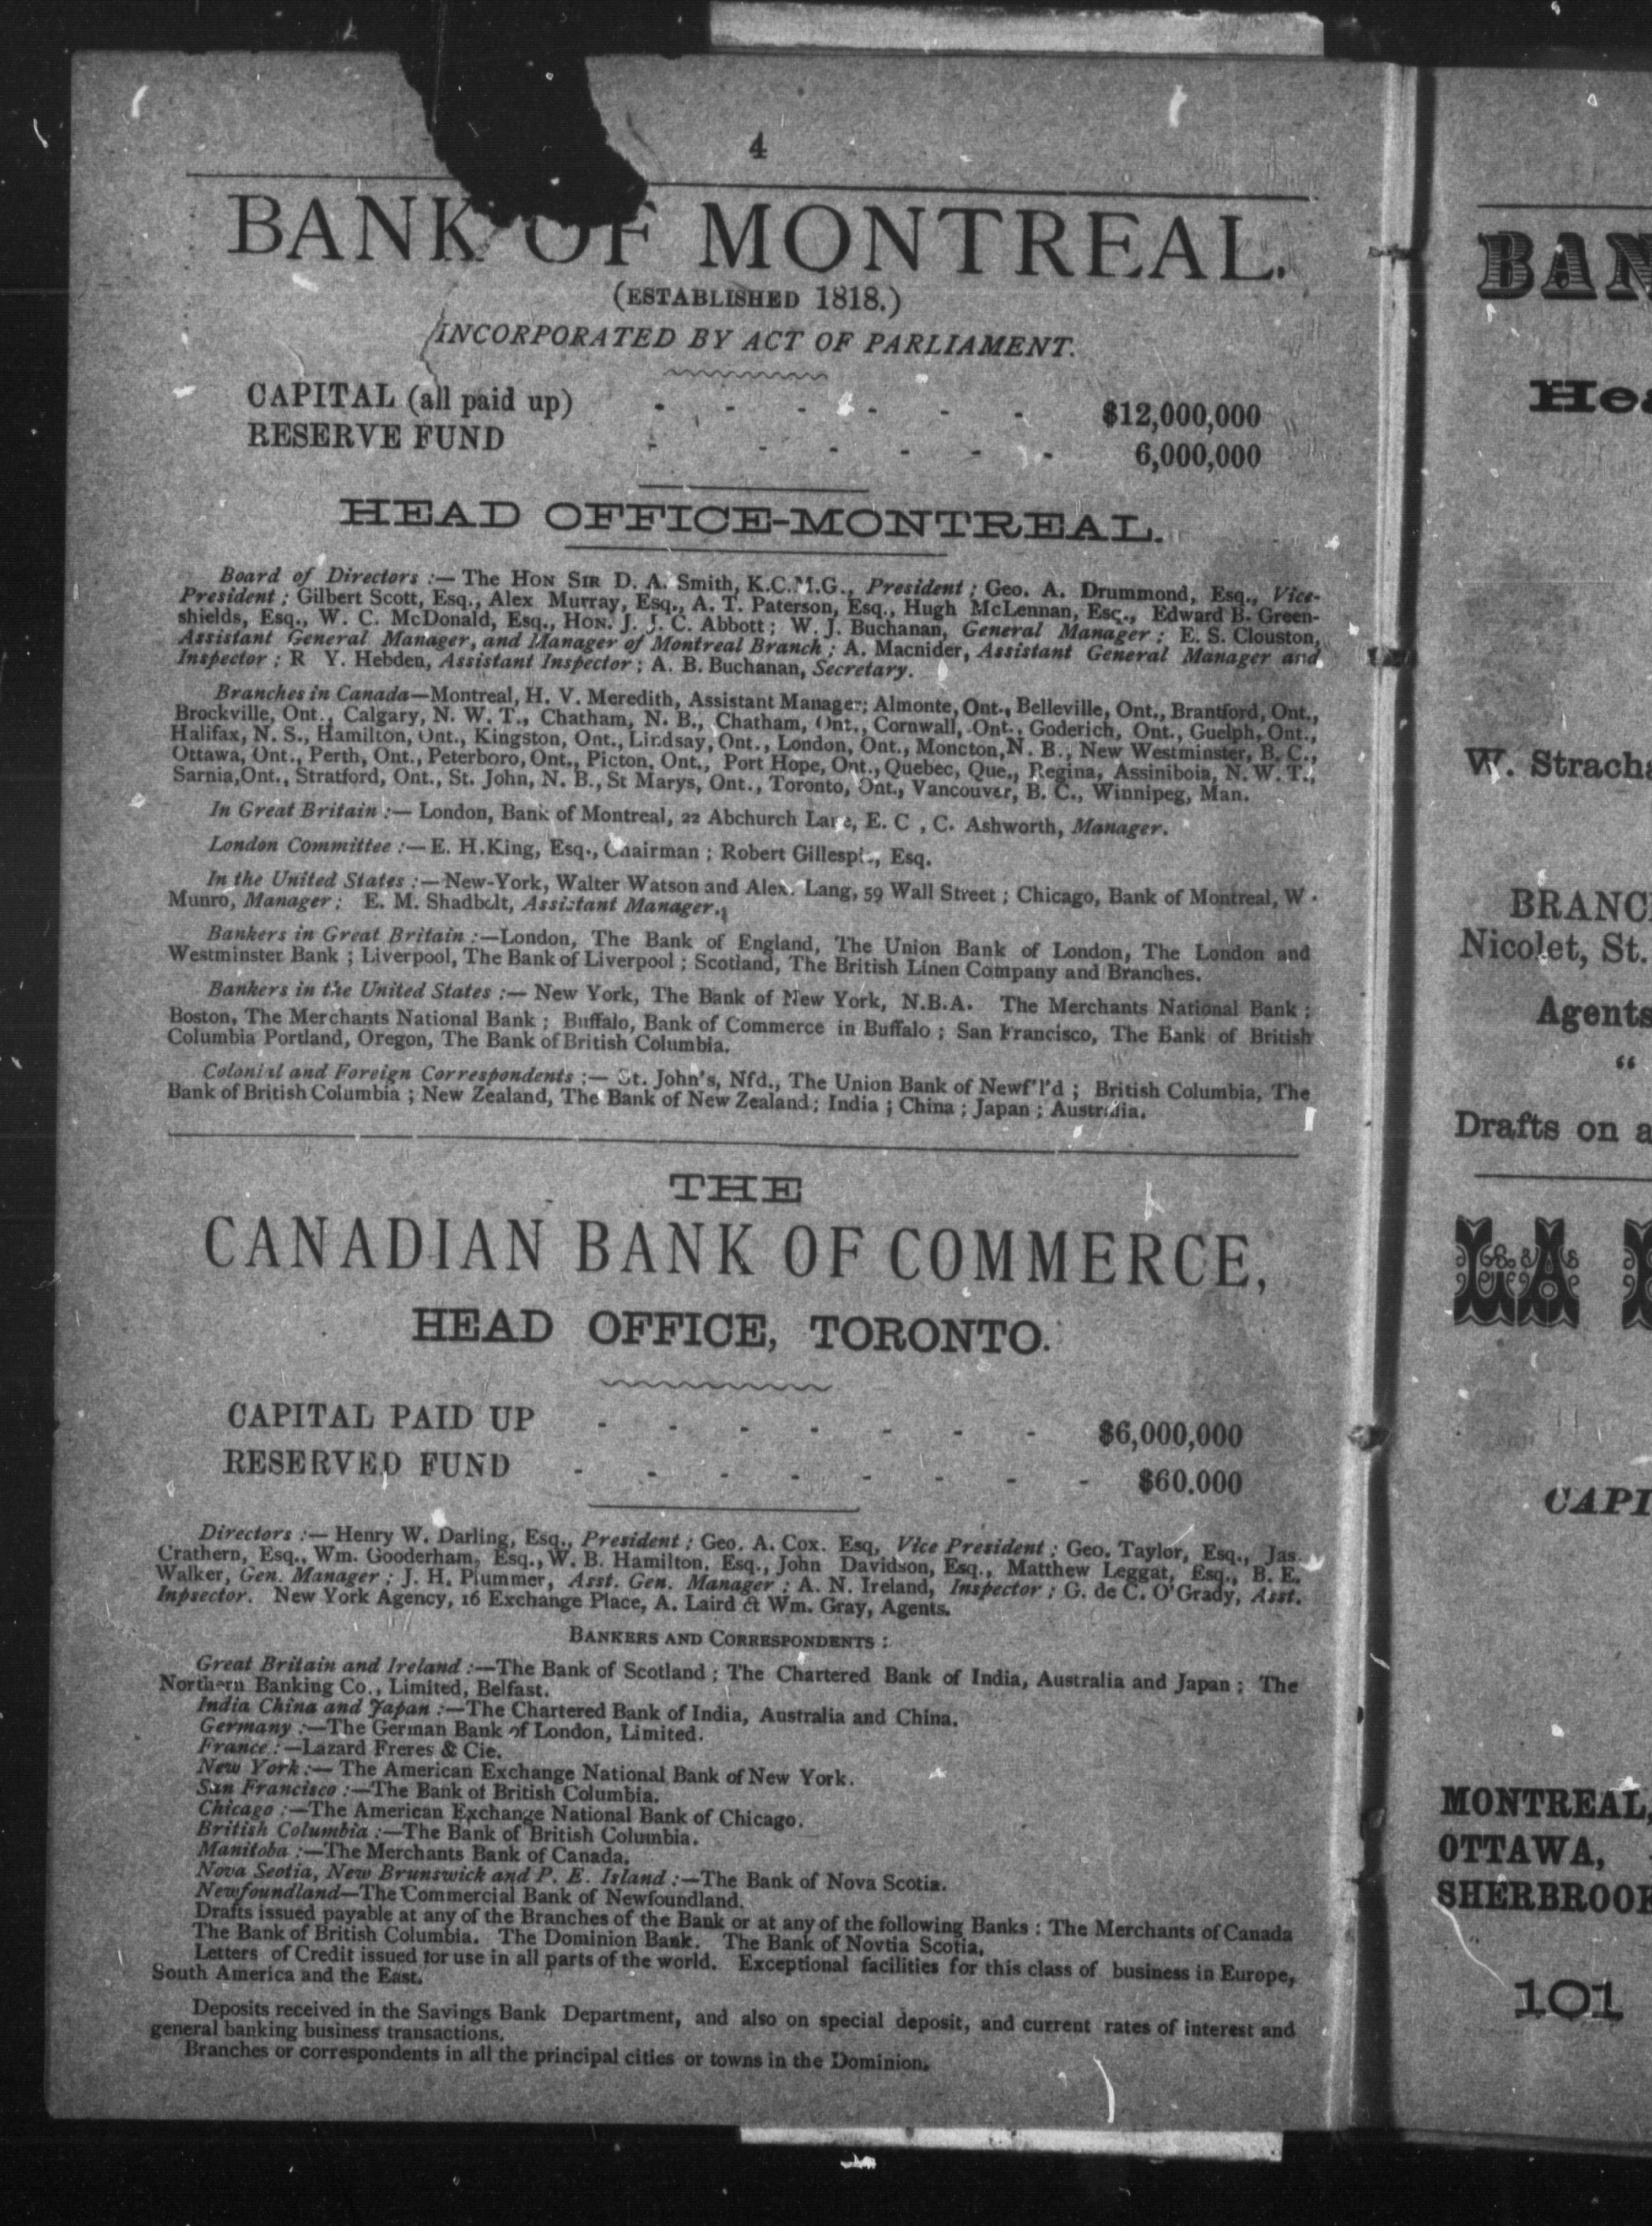 4
BANK OF MONTREAL.
(ESTABLISHED 1818.)
INCORPORATED BY ACT OF PARLIAMENT.
CAPITAL (all paid up) - - - - - - $12,000,000
RESERVE FUND - - - - - - 6,000,000
HEAD OFFICE-MONTREAL.
Board of Directors :— The HON SIR D. A. Smith, K.C.M.G., President ; Geo. A. Drummond, Esq., Vice-
President ; Gilbert Scott, Esq., Alex Murray, Esq., A. T. Paterson, Esq., Hugh McLennan, Esq., Edward B. Green-
shields, Esq., W. C. McDonald, Esq., HON. J. J. C. Abbott ; W. J. Buchanan, General Manager ; E. S. Clouston,
Assistant General Manager, and Manager of Montreal Branch ; A. Macnider, Assistant General Manager and
Inspector ; R Y. Hebden, Assistant Inspector ; A. B. Buchanan, Secretary.
Branches in Canada—Montreal, H. V. Meredith, Assistant Manager; Almonte, Ont., Belleville, Ont., Brantford, Ont.,
Brockville, Ont., Calgary, N. W. T., Chatham, N. B., Chatham, Ont., Cornwall, Ont., Goderich, Ont., Guelph, Ont.,
Halifax, N. S., Hamilton, Ont., Kingston, Ont., Lindsay, Ont., London, Ont., Moncton, N. B., New Westminster, B. C.,
Ottawa, Ont., Perth, Ont., Peterboro, Ont., Picton, Ont., Port Hope, Ont., Quebec, Que., Regina, Assiniboia, N. W. T.,
Sarnia, Ont., Stratford, Ont., St. John, N. B., St Marys, Ont., Toronto, Ont., Vancouver, B. C., Winnipeg, Man.
In Great Britain :— London, Bank of Montreal, 22 Abchurch Lane, E. C , C. Ashworth, Manager.
London Committee :— E. H. King, Esq., Chairman ; Robert Gillespie, Esq.
In the United States :—New-York, Walter Watson and Alex. Lang, 59 Wall Street ; Chicago, Bank of Montreal, W.
Munro, Manager ; E. M. Shadbolt, Assistant Manager.
Bankers in Great Britain :—London, The Bank of England, The Union Bank of London, The London and
Westminster Bank ; Liverpool, The Bank of Liverpool ; Scotland, The British Linen Company and Branches.
Bankers in the United States :— New York, The Bank of New York, N.B.A. The Merchants National Bank ;
Boston, The Merchants National Bank ; Buffalo, Bank of Commerce in Buffalo ; San Francisco, The Bank of British
Columbia Portland, Oregon, The Bank of British Columbia.
Colonial and Foreign Correspondents :— St. John's, Nfd., The Union Bank of Newf'l'd ; British Columbia, The
Bank of British Columbia ; New Zealand, The Bank of New Zealand ; India ; China ; Japan ; Australia.
THE
CANADIAN BANK OF COMMERCE,
HEAD OFFICE, TORONTO.
CAPITAL PAID UP - - - - - - - $6,000,000
RESERVED FUND - - - - - - - - $60.000
Directors :— Henry W. Darling, Esq., President ; Geo. A. Cox. Esq, Vice President ; Geo. Taylor, Esq., Jas.
Crathern, Esq., Wm. Gooderham, Esq., W. B. Hamilton, Esq., John Davidson, Esq., Matthew Leggat, Esq., B. E.
Walker, Gen. Manager ; J. H. Plummer, Asst. Gen. Manager ; A. N. Ireland, Inspector ; G. de C. O'Grady, Asst.
Inpsector. New York Agency, 16 Exchange Place, A. Laird ct Wm. Gray, Agents.
BANKERS AND CORRESPONDENTS :
Great Britain and Ireland :—The Bank of Scotland ; The Chartered Bank of India, Australia and Japan ; The
Northern Banking Co., Limited, Belfast.
India China and Japan :—The Chartered Bank of India, Australia and China.
Germany :—The German Bank of London, Limited.
France :—Lazard Freres & Cie.
New York :— The American Exchange National Bank of New York.
San Francisco :—The Bank of British Columbia.
Chicago :—The American Exchange National Bank of Chicago.
British Columbia :—The Bank of British Columbia.
Manitoba :—The Merchants Bank of Canada.
Nova Scotia, New Brunswick and P. E. Island :—The Bank of Nova Scotia.
Newfoundland—The Commercial Bank of Newfoundland.
Drafts issued payable at any of the Branches of the Bank or at any of the following Banks : The Merchants of Canada
The Bank of British Columbia. The Dominion Bank. The Bank of Novtia Scotia.
Letters of Credit issued for use in all parts of the world. Exceptional facilities for this class of business in Europe,
South America and the East.
Deposits received in the Savings Bank Department, and also on special deposit, and current rates of interest and
general banking business transactions.
Branches or correspondents in all the principal cities or towns in the Dominion.
BAN
Hea
W. Stracha
BRANC
Nicolet, St.
Agents
“
Drafts on a
LA
CAPI
MONTREAL,
OTTAWA,
SHERBROOK
101